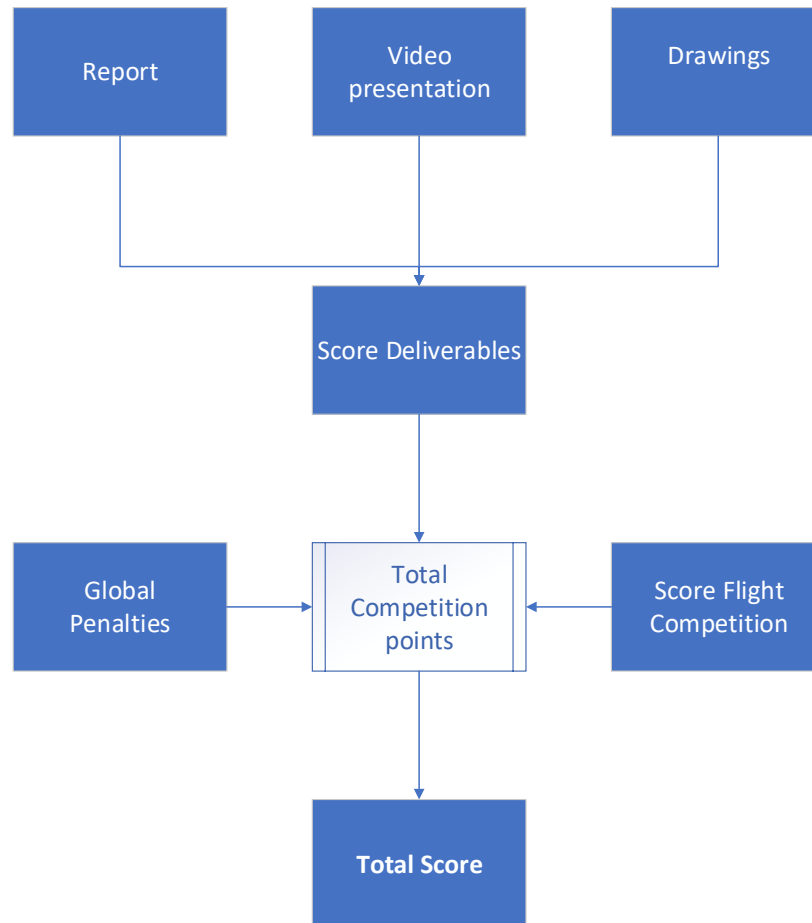 Report
Video
presentation
Drawings
Score Deliverables
Global
Penalties
Total
Competition
points
Score Flight
Competition
Total Score